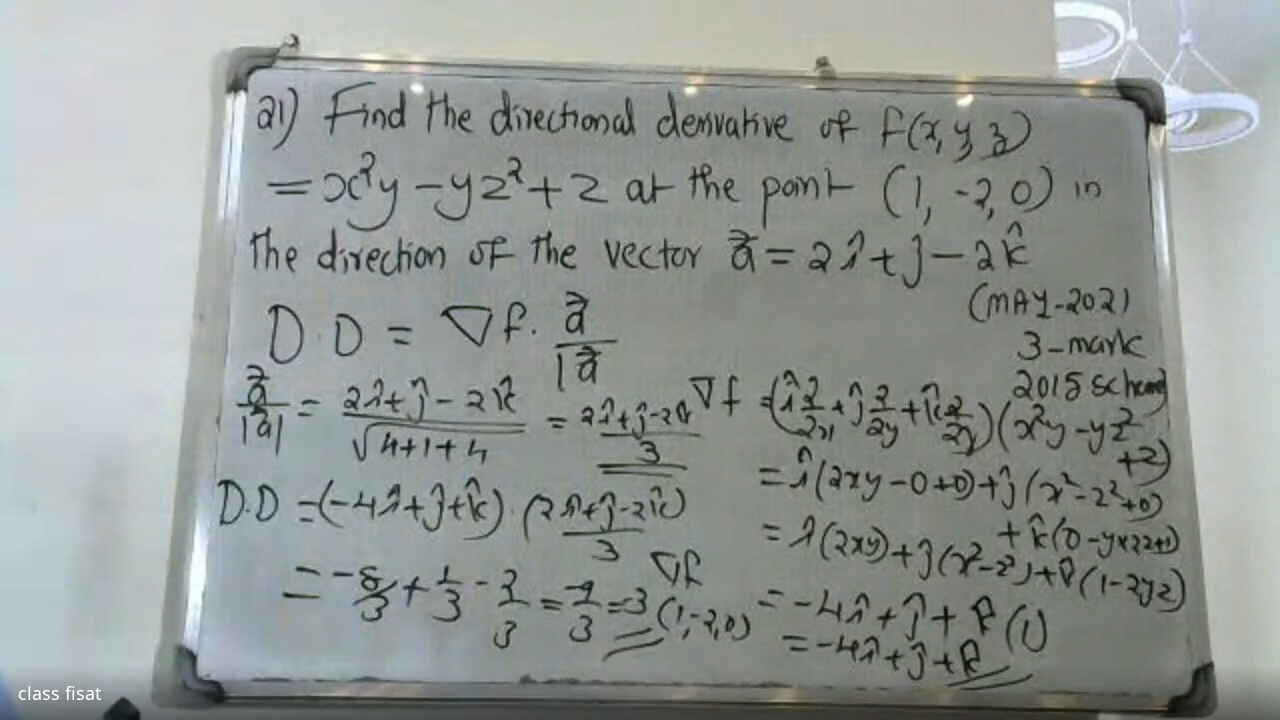 21) Find the directional derivative of f(x, y, z)
= x²y - yz² + z at the point (1, -2, 0) in
the direction of the vector a⃗ = 2î + ĵ - 2k̂
(MAY-2021
3-mark
2015 scheme)
D.D = ∇f. a⃗/|a⃗|
a⃗/|a⃗| = (2î + ĵ - 2k̂)/√(4+1+4) = (2î + ĵ - 2k̂)/3
D.D = (-4î + ĵ + k̂) . (2î + ĵ - 2k̂)/3
= -8/3 + 1/3 - 2/3 = -9/3 = -3
∇f = (î ∂/∂x + ĵ ∂/∂y + k̂ ∂/∂z)(x²y - yz²
+z)
= î(2xy - 0 + 0) + ĵ(x² - z² + 0)
+ k̂(0 - y×2z+1)
= î(2xy) + ĵ(x² - z²) + k̂(1 - 2yz)
∇f (1,-2,0) = -4î + ĵ + k̂(1)
= -4î + ĵ + k̂
class fisat